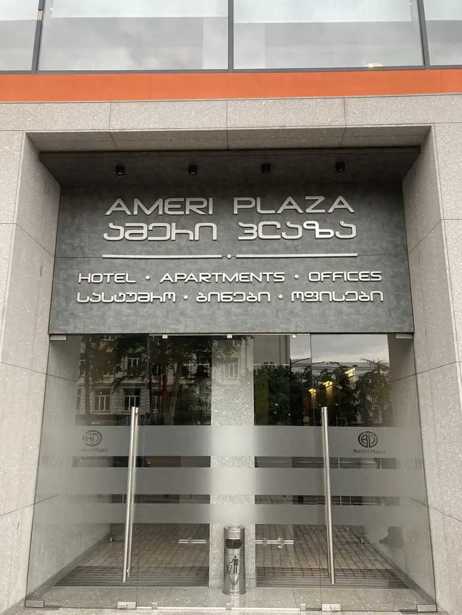 AMERI PLAZA
ამერი პლაზა
HOTEL • APARTMENTS • OFFICES
სასტუმრო • ბინები • ოფისები